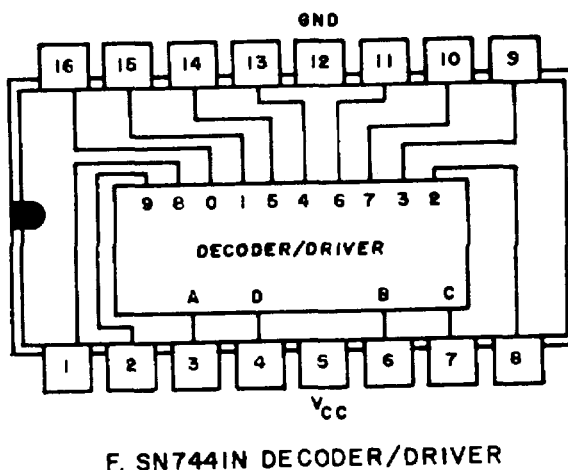 GND
16 15 14 13 12 11 10 9
9 8 0 1 5 4 6 7 3 2
DECODER/DRIVER
A D B C
1 2 3 4 5 6 7 8
VCC
F. SN7441N DECODER/DRIVER